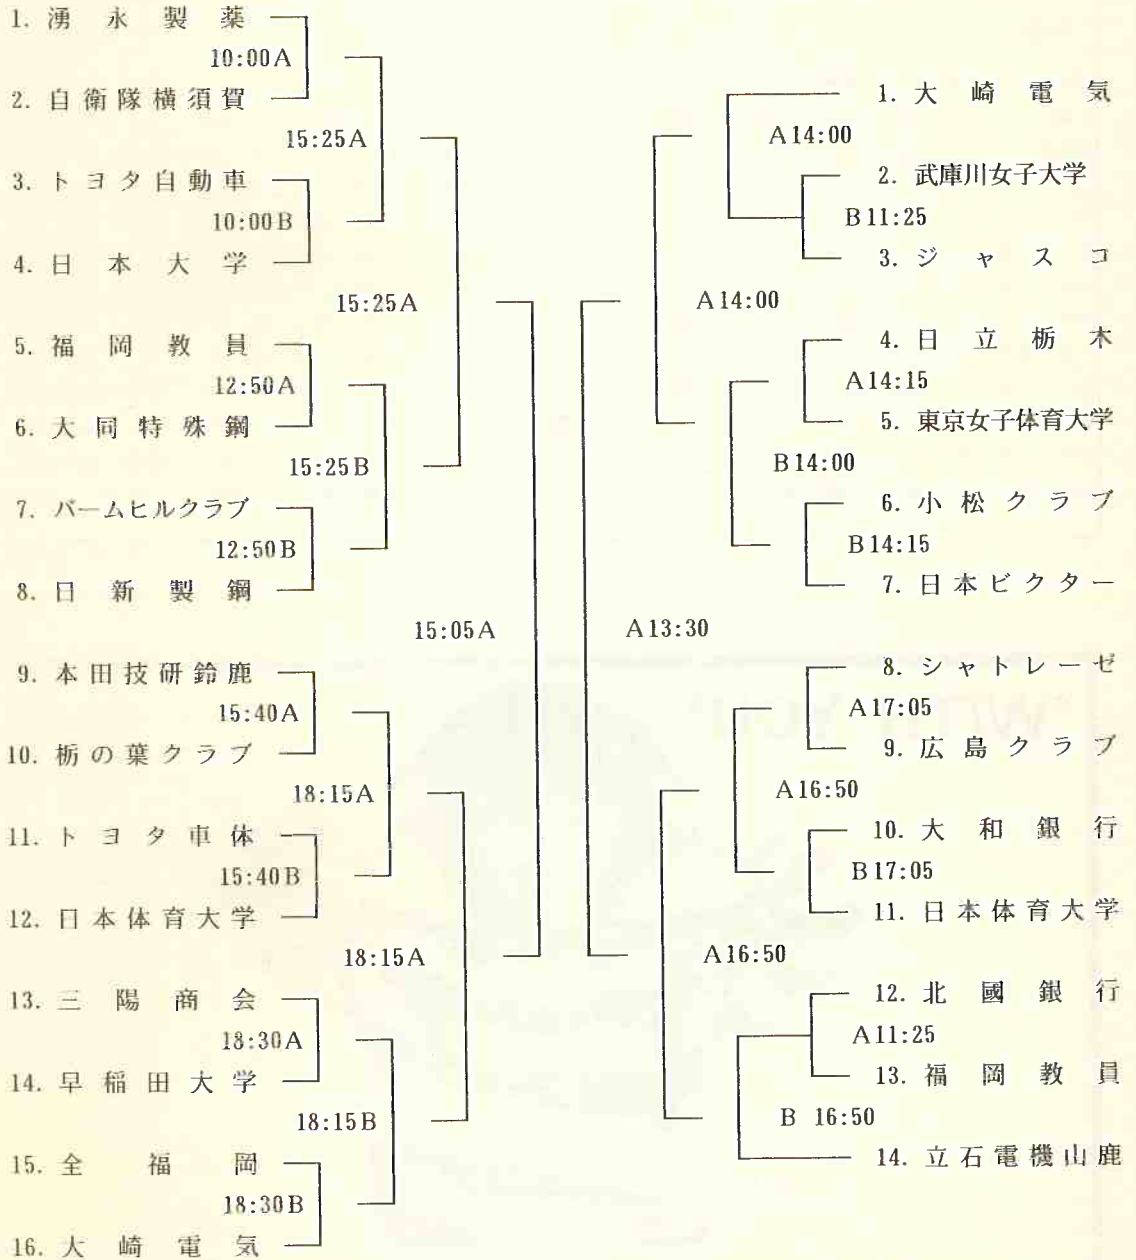 1. 湧永製薬
10:00A
2. 自衛隊横須賀
15:25A
3. トヨタ自動車
10:00B
4. 日本大学
15:25A
5. 福岡教員
12:50A
6. 大同特殊鋼
15:25B
7. バームヒルクラブ
12:50B
8. 日新製鋼
15:05A
9. 本田技研鈴鹿
15:40A
10. 栃の葉クラブ
18:15A
11. トヨタ車体
15:40B
12. 日本体育大学
18:15A
13. 三陽商会
18:30A
14. 早稲田大学
18:15B
15. 全福岡
18:30B
16. 大崎電気
1. 大崎電気
A14:00
2. 武庫川女子大学
B11:25
3. ジャスコ
A14:00
4. 日立栃木
A14:15
5. 東京女子体育大学
B14:00
6. 小松クラブ
B14:15
7. 日本ビクター
A13:30
8. シャトレーゼ
A17:05
9. 広島クラブ
A16:50
10. 大和銀行
B17:05
11. 日本体育大学
A16:50
12. 北國銀行
A11:25
13. 福岡教員
B 16:50
14. 立石電機山鹿